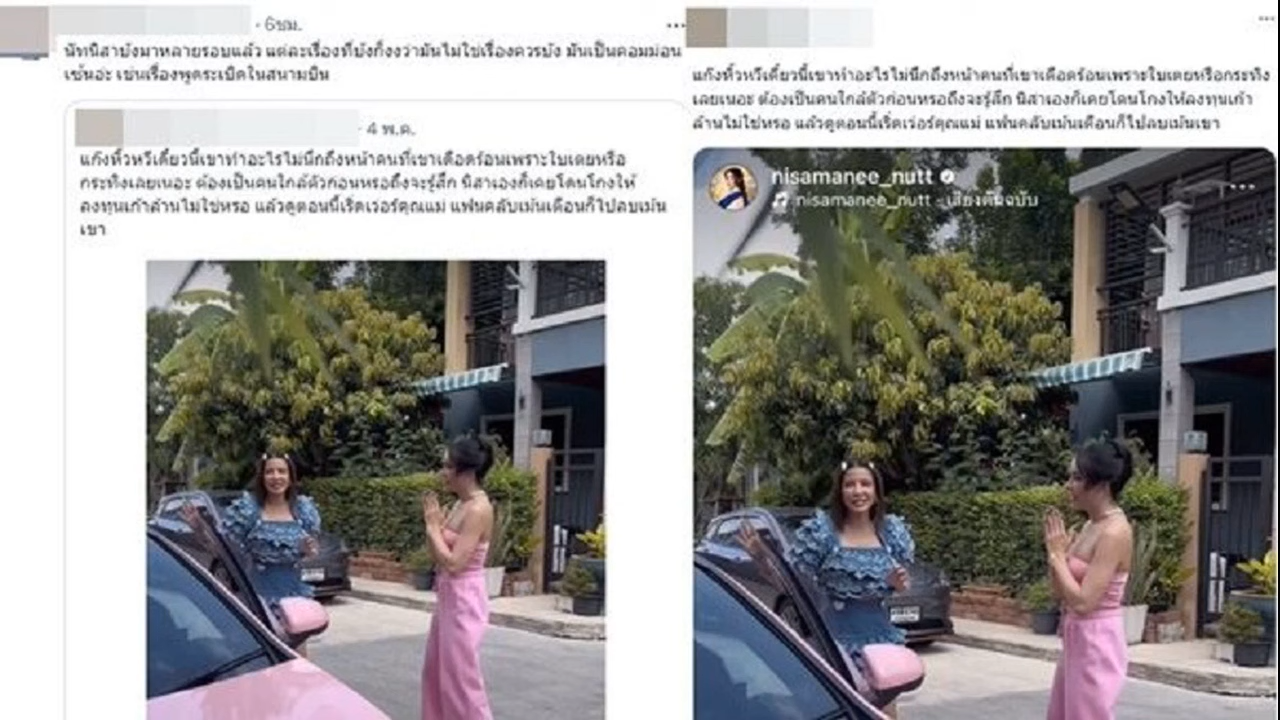 · 6ชม.
นัทนิสาบ้งมาหลายรอบแล้ว แต่ละเรื่องที่บ้งก็งงว่ามันไม่ใช่เรื่องควรบ้ง มันเป็นคอมม่อน
เซ้นอ่ะ เช่นเรื่องพูดระเบิดในสนามบิน
· 4 พ.ค.
แก๊งหิ้วหวีเดี๋ยวนี้เขาทำอะไรไม่นึกถึงหน้าคนที่เขาเดือดร้อนเพราะใบเตยหรือ
กระทิงเลยเนอะ ต้องเป็นคนใกล้ตัวก่อนหรอถึงจะรู้สึก นิสาเองก็เคยโดนโกงให้
ลงทุนเก้าล้านไม่ใช่หรอ แล้วดูตอนนี้เริ่ดเว่อร์คุณแม่ แฟนคลับเม้นเตือนก็ไปลบเม้น
เขา
แก๊งหิ้วหวีเดี๋ยวนี้เขาทำอะไรไม่นึกถึงหน้าคนที่เขาเดือดร้อนเพราะใบเตยหรือกระทิง
เลยเนอะ ต้องเป็นคนใกล้ตัวก่อนหรอถึงจะรู้สึก นิสาเองก็เคยโดนโกงให้ลงทุนเก้า
ล้านไม่ใช่หรอ แล้วดูตอนนี้เริ่ดเว่อร์คุณแม่ แฟนคลับเม้นเตือนก็ไปลบเม้นเขา
nisamanee_nutt
nisamanee_nutt - เสียงต้นฉบับ